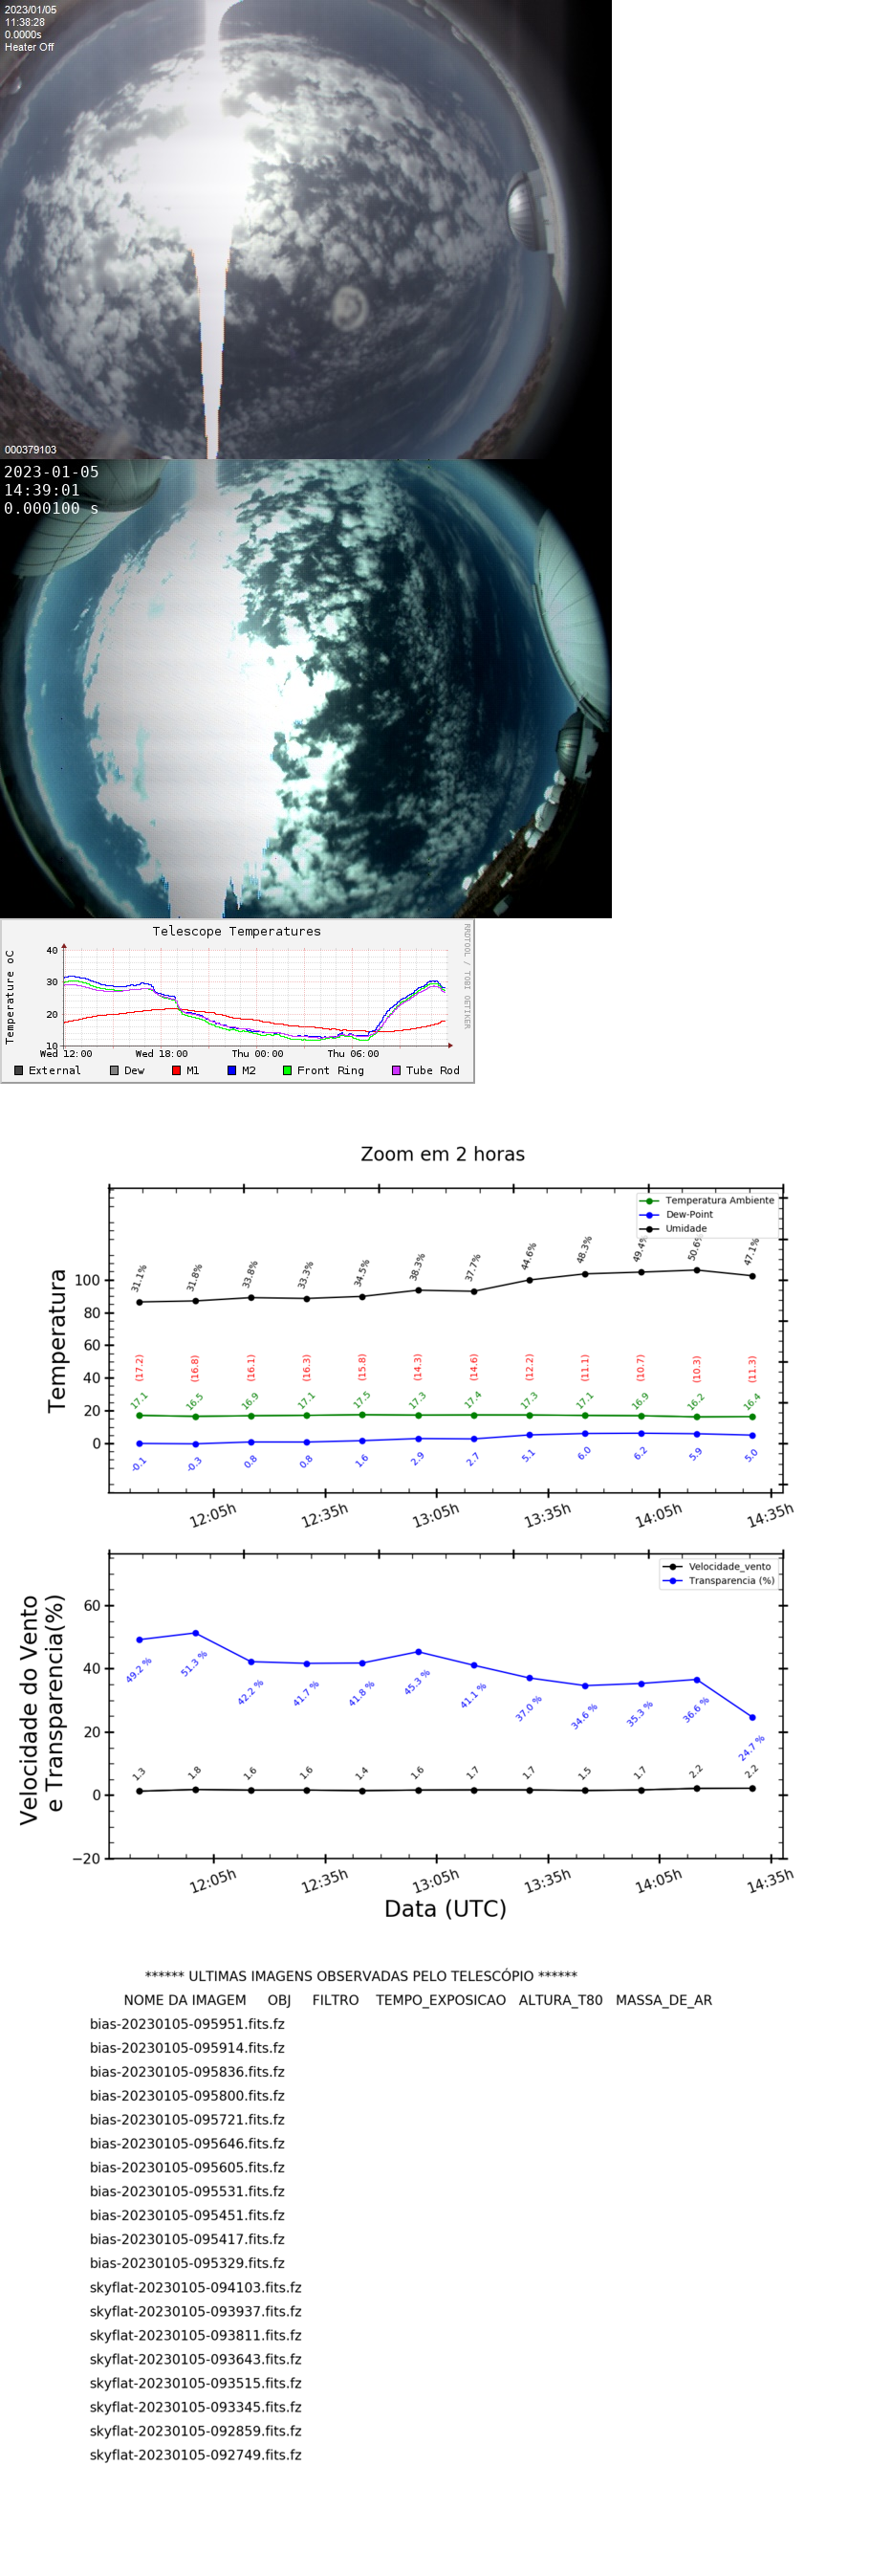 2023/01/05
11:38:28
0.0000s
Heater Off
000379103
2023-01-05
14:39:01
0.000100 s
Telescope Temperatures
RRDTOOL / TOBI OETIKER
Temperature oC
40
30
20
10
Wed 12:00 Wed 18:00 Thu 00:00 Thu 06:00
External Dew M1 M2 Front Ring Tube Rod
Zoom em 2 horas
Temperatura Ambiente
Dew-Point
Umidade
Temperatura
100
80
60
40
20
0
31.1% 31.8% 33.8% 33.3% 34.5% 38.3% 37.7% 44.6% 48.3% 49.4% 50.6% 47.1%
(17.2) (16.8) (16.1) (16.3) (15.8) (14.3) (14.6) (12.2) (11.1) (10.7) (10.3) (11.3)
17.1 16.5 16.9 17.1 17.5 17.3 17.4 17.3 17.1 16.9 16.2 16.4
-0.1 -0.3 0.8 0.8 1.6 2.9 2.7 5.1 6.0 6.2 5.9 5.0
12:05h 12:35h 13:05h 13:35h 14:05h 14:35h
Velocidade_vento
Transparencia (%)
Velocidade do Vento
e Transparencia(%)
60
40
20
0
−20
49.2 % 51.3 % 42.2 % 41.7 % 41.8 % 45.3 % 41.1 % 37.0 % 34.6 % 35.3 % 36.6 % 24.7 %
1.3 1.8 1.6 1.6 1.4 1.6 1.7 1.7 1.5 1.7 2.2 2.2
12:05h 12:35h 13:05h 13:35h 14:05h 14:35h
Data (UTC)
****** ULTIMAS IMAGENS OBSERVADAS PELO TELESCÓPIO ******
NOME DA IMAGEM OBJ FILTRO TEMPO_EXPOSICAO ALTURA_T80 MASSA_DE_AR
bias-20230105-095951.fits.fz
bias-20230105-095914.fits.fz
bias-20230105-095836.fits.fz
bias-20230105-095800.fits.fz
bias-20230105-095721.fits.fz
bias-20230105-095646.fits.fz
bias-20230105-095605.fits.fz
bias-20230105-095531.fits.fz
bias-20230105-095451.fits.fz
bias-20230105-095417.fits.fz
bias-20230105-095329.fits.fz
skyflat-20230105-094103.fits.fz
skyflat-20230105-093937.fits.fz
skyflat-20230105-093811.fits.fz
skyflat-20230105-093643.fits.fz
skyflat-20230105-093515.fits.fz
skyflat-20230105-093345.fits.fz
skyflat-20230105-092859.fits.fz
skyflat-20230105-092749.fits.fz